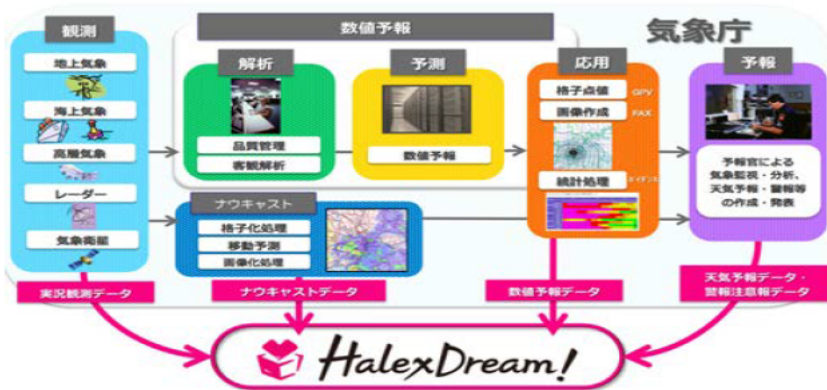 気象庁
観測
地上気象
海上気象
高層気象
レーダー
気象衛星
数値予報
解析
品質管理
客観解析
予測
数値予報
ナウキャスト
格子化処理
移動予測
画像化処理
応用
格子点値
GPV
画像作成
FAX
統計処理
ガイダンス
予報
予報官による
気象監視・分析、
天気予報・警報等
の作成・発表
実況観測データ
ナウキャストデータ
数値予報データ
天気予報データ・
警報注意報データ
HalexDream!